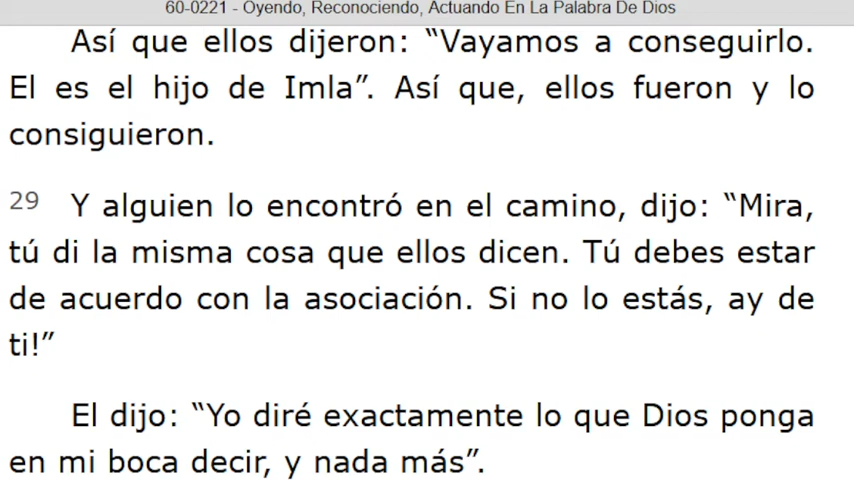 60-0221 - Oyendo, Reconociendo, Actuando En La Palabra De Dios
Así que ellos dijeron: “Vayamos a conseguirlo.
El es el hijo de Imla”. Así que, ellos fueron y lo
consiguieron.
29 Y alguien lo encontró en el camino, dijo: “Mira,
tú di la misma cosa que ellos dicen. Tú debes estar
de acuerdo con la asociación. Si no lo estás, ay de
ti!”
El dijo: “Yo diré exactamente lo que Dios ponga
en mi boca decir, y nada más”.